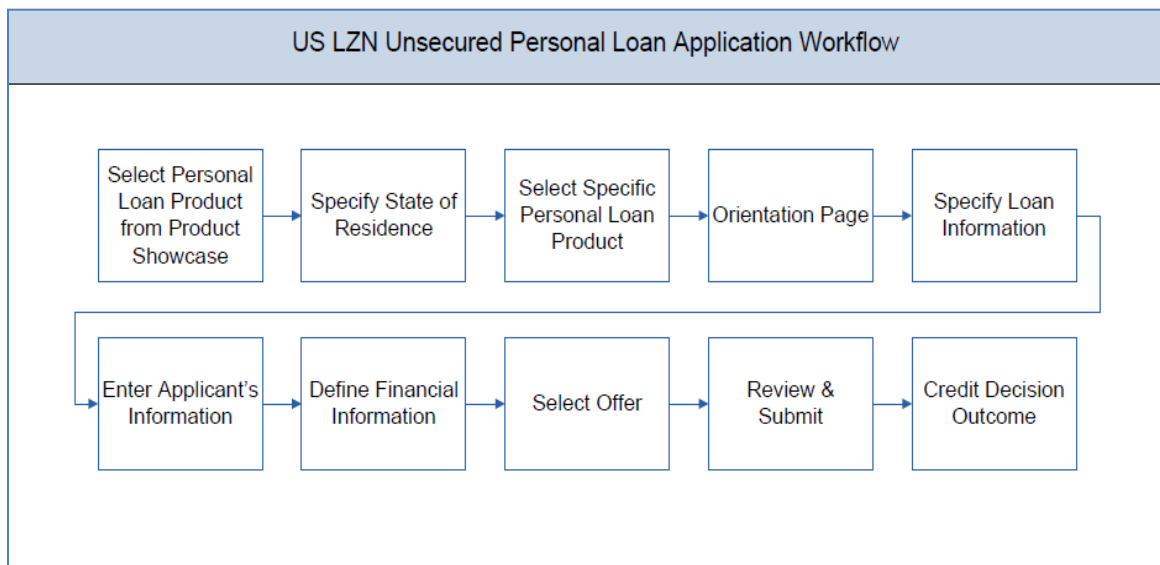 US LZN Unsecured Personal Loan Application Workflow
Select Personal
Loan Product
from Product
Showcase
Specify State of
Residence
Select Specific
Personal Loan
Product
Orientation Page
Specify Loan
Information
Enter Applicant's
Information
Define Financial
Information
Select Offer
Review &
Submit
Credit Decision
Outcome